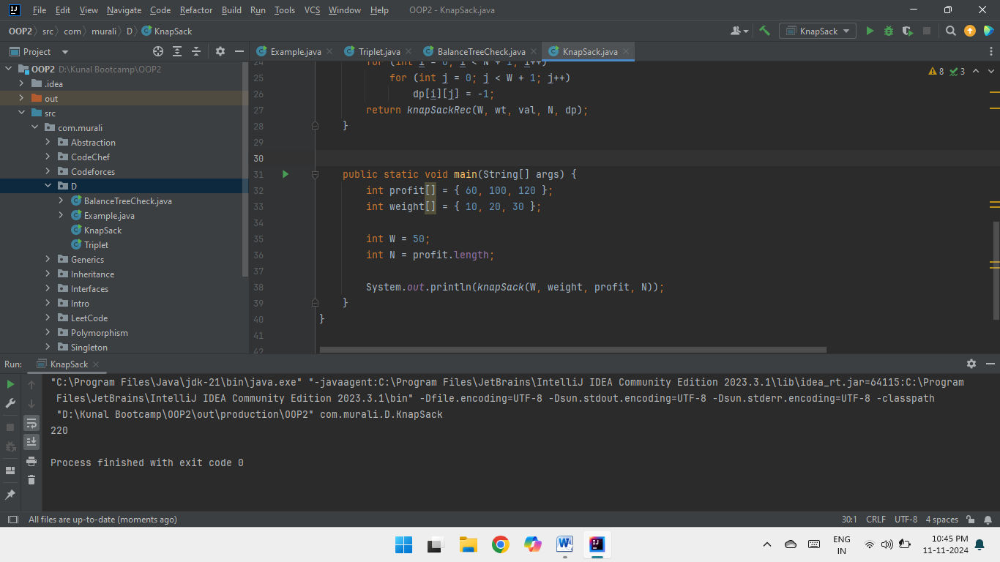 File Edit View Navigate Code Refactor Build Run Tools VCS Window Help OOP2 - KnapSack.java
OOP2 src com murali D KnapSack
KnapSack
Project
Example.java Triplet.java BalanceTreeCheck.java KnapSack.java
OOP2 D:\Kunal Bootcamp\OOP2
.idea
out
src
com.murali
Abstraction
CodeChef
Codeforces
D
BalanceTreeCheck.java
Example.java
KnapSack
Triplet
Generics
Inheritance
Interfaces
Intro
LeetCode
Polymorphism
Singleton
8 3
24 for (int i = 0; i < N + 1; i++)
25 for (int j = 0; j < W + 1; j++)
26 dp[i][j] = -1;
27 return knapSackRec(W, wt, val, N, dp);
28 }
29
30
31 public static void main(String[] args) {
32 int profit[] = { 60, 100, 120 };
33 int weight[] = { 10, 20, 30 };
34
35 int W = 50;
36 int N = profit.length;
37
38 System.out.println(knapSack(W, weight, profit, N));
39 }
40 }
41
42
Run: KnapSack
"C:\Program Files\Java\jdk-21\bin\java.exe" "-javaagent:C:\Program Files\JetBrains\IntelliJ IDEA Community Edition 2023.3.1\lib\idea_rt.jar=64115:C:\Program
Files\JetBrains\IntelliJ IDEA Community Edition 2023.3.1\bin" -Dfile.encoding=UTF-8 -Dsun.stdout.encoding=UTF-8 -Dsun.stderr.encoding=UTF-8 -classpath
"D:\Kunal Bootcamp\OOP2\out\production\OOP2" com.murali.D.KnapSack
220
Process finished with exit code 0
All files are up-to-date (moments ago)
30:1 CRLF UTF-8 4 spaces
ENG
IN
10:45 PM
11-11-2024